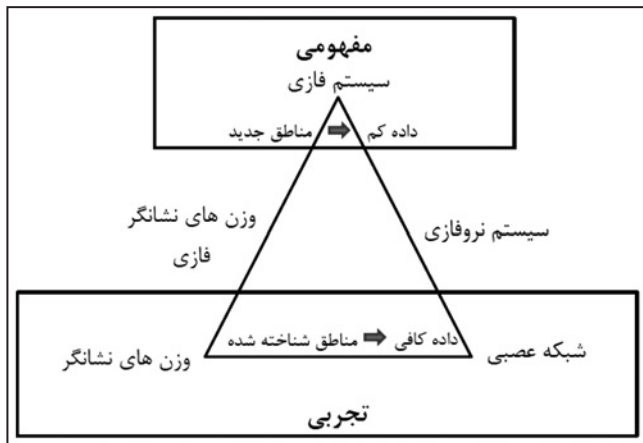 مفهومی
سیستم فازی
مناطق جدید داده کم
وزن های نشانگر
فازی
سیستم نروفازی
مناطق شناخته شده داده کافی
وزن های نشانگر
شبکه عصبی
تجربی